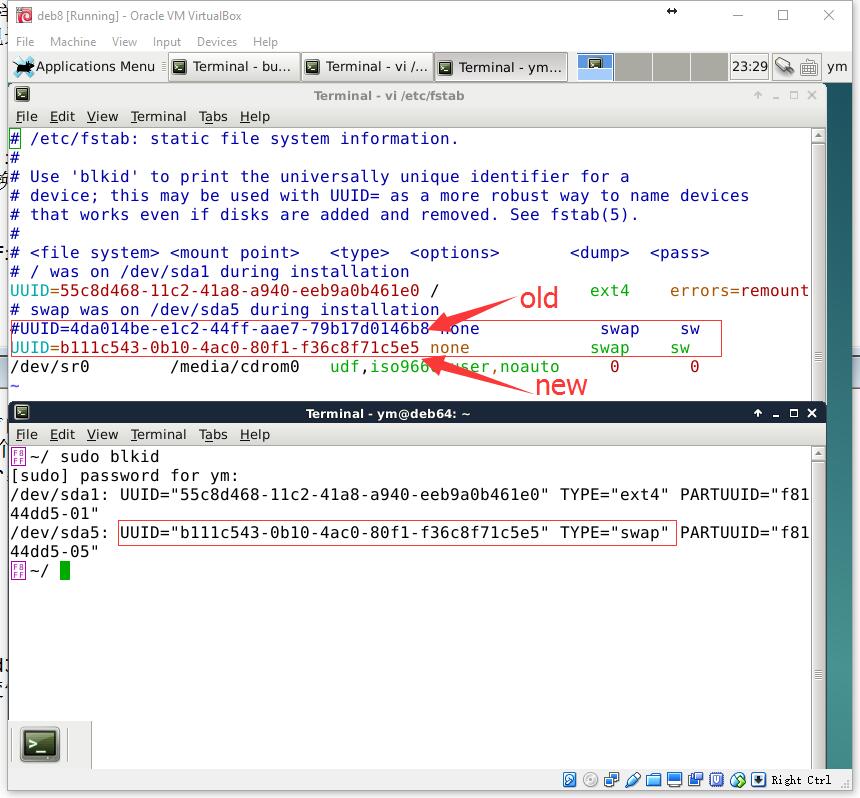 deb8 [Running] - Oracle VM VirtualBox
File Machine View Input Devices Help
Applications Menu Terminal - bu... Terminal - vi /... Terminal - ym... 23:29 ym
Terminal - vi /etc/fstab
File Edit View Terminal Tabs Help
# /etc/fstab: static file system information.
#
# Use 'blkid' to print the universally unique identifier for a
# device; this may be used with UUID= as a more robust way to name devices
# that works even if disks are added and removed. See fstab(5).
#
# <file system> <mount point>   <type>  <options>       <dump>  <pass>
# / was on /dev/sda1 during installation
UUID=55c8d468-11c2-41a8-a940-eeb9a0b461e0 /               ext4    errors=remount
old
# swap was on /dev/sda5 during installation
#UUID=4da014be-e1c2-44ff-aae7-79b17d0146b8 none            swap    sw
UUID=b111c543-0b10-4ac0-80f1-f36c8f71c5e5 none            swap    sw
/dev/sr0        /media/cdrom0   udf,iso966 user,noauto     0       0
new
~
Terminal - ym@deb64: ~
File Edit View Terminal Tabs Help
~/ sudo blkid
[sudo] password for ym:
/dev/sda1: UUID="55c8d468-11c2-41a8-a940-eeb9a0b461e0" TYPE="ext4" PARTUUID="f81
44dd5-01"
/dev/sda5: UUID="b111c543-0b10-4ac0-80f1-f36c8f71c5e5" TYPE="swap" PARTUUID="f81
44dd5-05"
~/
Right Ctrl